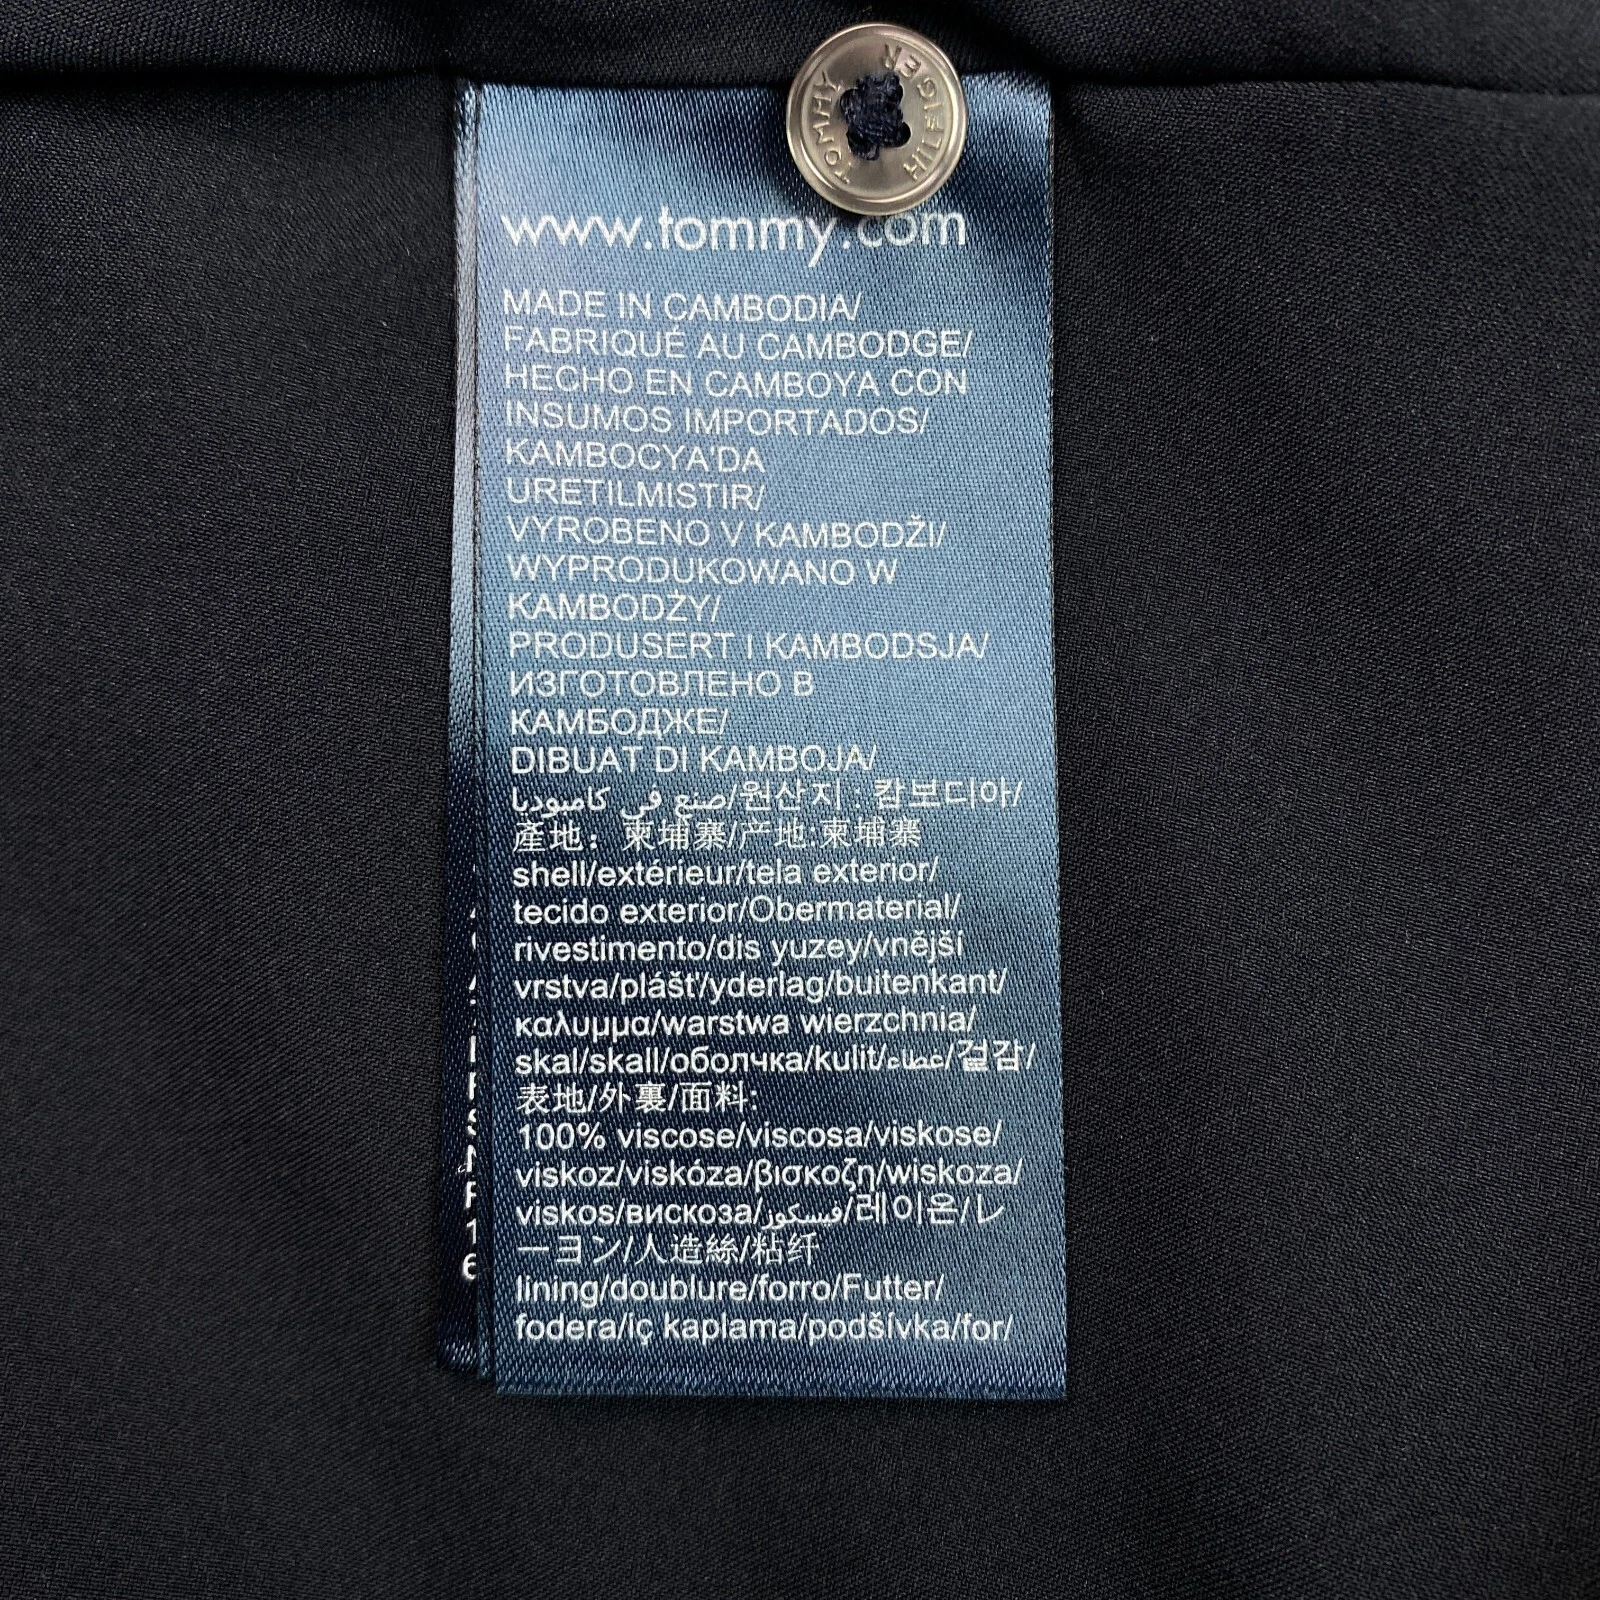 TOMMY HILFIGER
www.tommy.com
MADE IN CAMBODIA/
FABRIQUÉ AU CAMBODGE/
HECHO EN CAMBOYA CON
INSUMOS IMPORTADOS/
KAMBOCYA'DA
URETILMISTIR/
VYROBENO V KAMBODŽI/
WYPRODUKOWANO W
KAMBODŻY/
PRODUSERT I KAMBODSJA/
ИЗГОТОВЛЕНО В
КАМБОДЖЕ/
DIBUAT DI KAMBOJA/
صنع في كامبوديا/원산지 : 캄보디아/
產地：柬埔寨/产地:柬埔寨
shell/extérieur/tela exterior/
tecido exterior/Obermaterial/
rivestimento/dis yuzey/vnější
vrstva/plášť/yderlag/buitenkant/
καλυμμα/warstwa wierzchnia/
skal/skall/оболчка/kulit/غطاء/겉감/
表地/外裏/面料:
100% viscose/viscosa/viskose/
viskoz/viskóza/βισκοζη/wiskoza/
viskos/вискоза/فيسكوز/레이온/レ
ーヨン/人造絲/粘纤
lining/doublure/forro/Futter/
fodera/iç kaplama/podšívka/for/